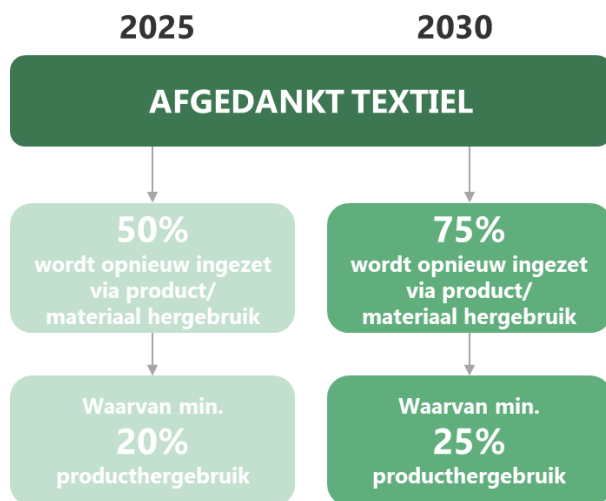 2025
2030
AFGEDANKT TEXTIEL
50%
wordt opnieuw ingezet
via product/
materiaal hergebruik
75%
wordt opnieuw ingezet
via product/
materiaal hergebruik
Waarvan min.
20%
producthergebruik
Waarvan min.
25%
producthergebruik